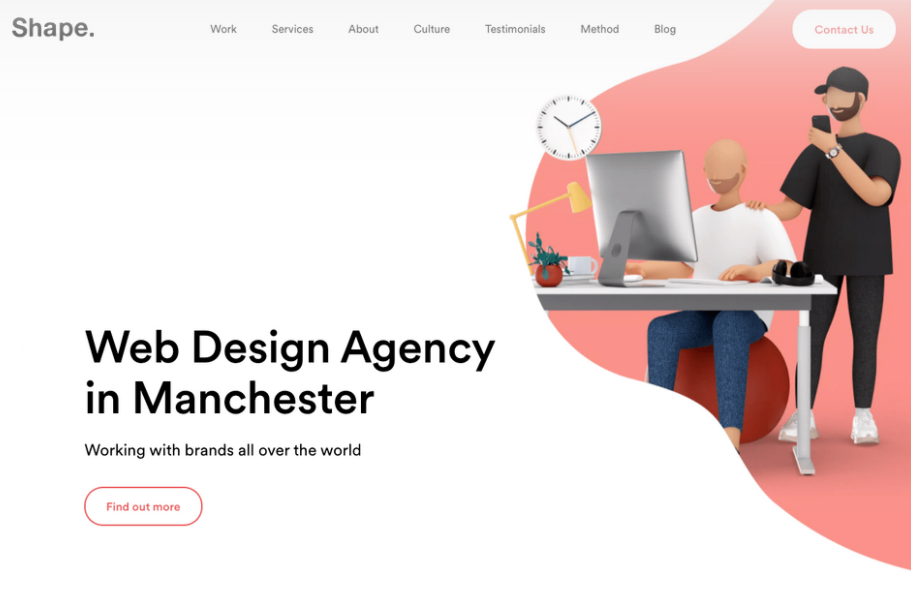 Shape.
Work Services About Culture Testimonials Method Blog
Contact Us
Web Design Agency
in Manchester
Working with brands all over the world
Find out more